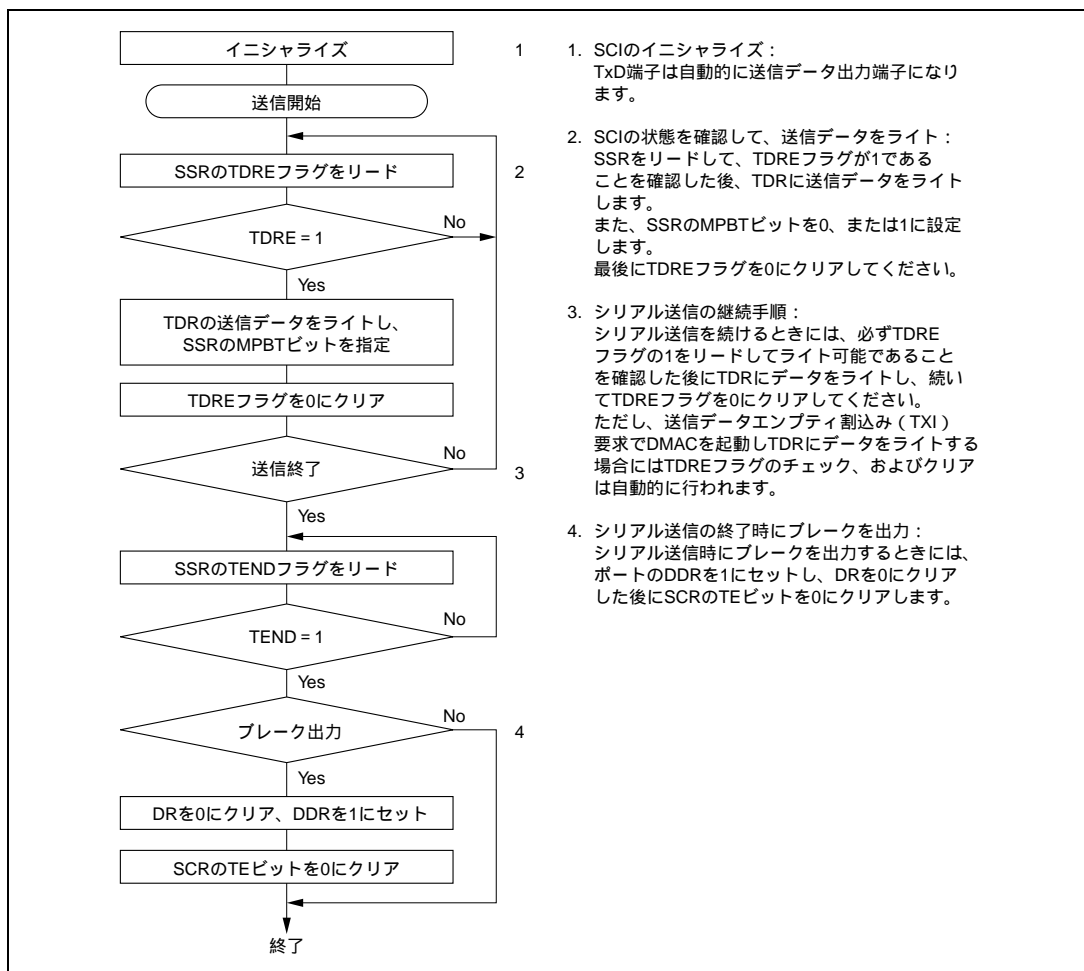 イニシャライズ
1
送信開始
SSRのTDREフラグをリード
2
No
TDRE = 1
Yes
TDRの送信データをライトし、
SSRのMPBTビットを指定
TDREフラグを0にクリア
No
送信終了
3
Yes
SSRのTENDフラグをリード
No
TEND = 1
Yes
No
ブレーク出力
4
Yes
DRを0にクリア、DDRを1にセット
SCRのTEビットを0にクリア
終了
1. SCIのイニシャライズ：
TxD端子は自動的に送信データ出力端子になり
ます。
2. SCIの状態を確認して、送信データをライト：
SSRをリードして、TDREフラグが1である
ことを確認した後、TDRに送信データをライト
します。
また、SSRのMPBTビットを0、または1に設定
します。
最後にTDREフラグを0にクリアしてください。
3. シリアル送信の継続手順：
シリアル送信を続けるときには、必ずTDRE
フラグの1をリードしてライト可能であること
を確認した後にTDRにデータをライトし、続い
てTDREフラグを0にクリアしてください。
ただし、送信データエンプティ割込み（TXI）
要求でDMACを起動しTDRにデータをライトする
場合にはTDREフラグのチェック、およびクリア
は自動的に行われます。
4. シリアル送信の終了時にブレークを出力：
シリアル送信時にブレークを出力するときには、
ポートのDDRを1にセットし、DRを0にクリア
した後にSCRのTEビットを0にクリアします。